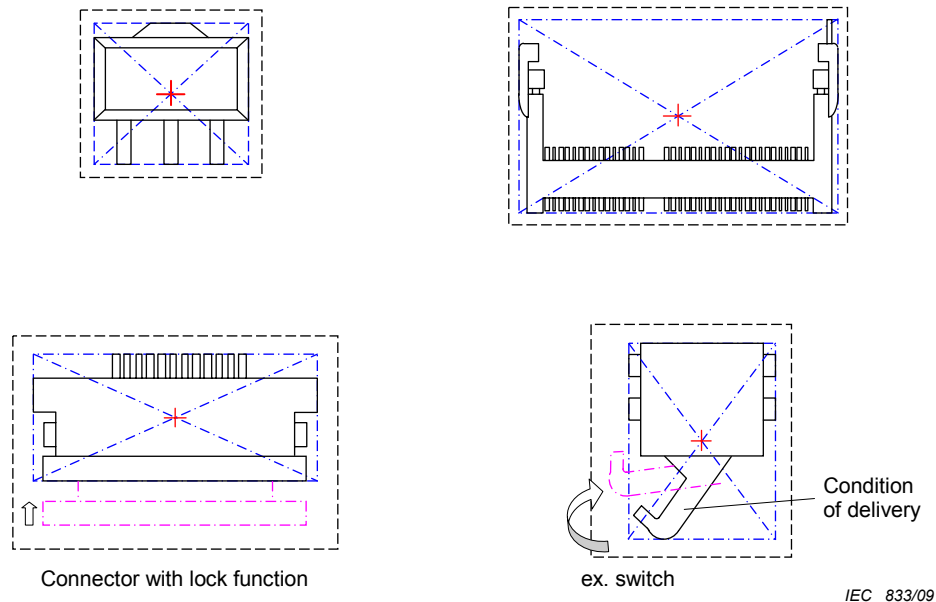 Condition
of delivery
Connector with lock function
ex. switch
IEC 833/09